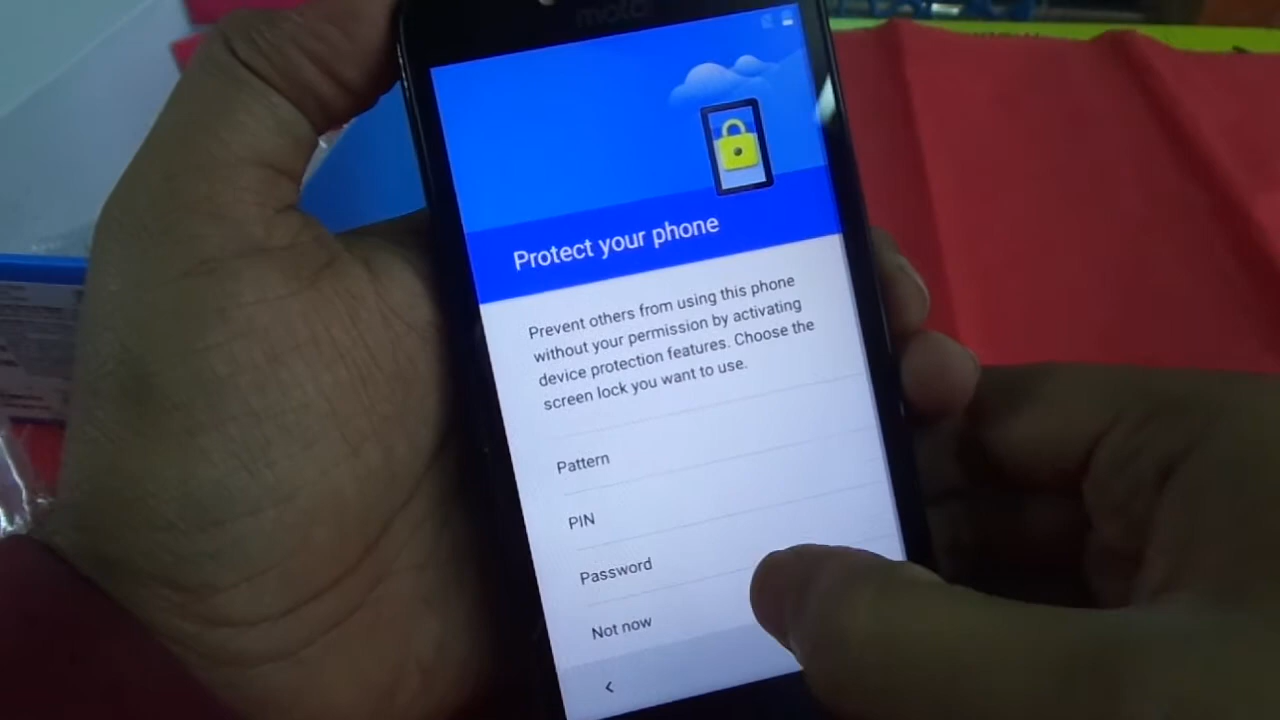 moto
Protect your phone
Prevent others from using this phone
without your permission by activating
device protection features. Choose the
screen lock you want to use.
Pattern
PIN
Password
Not now